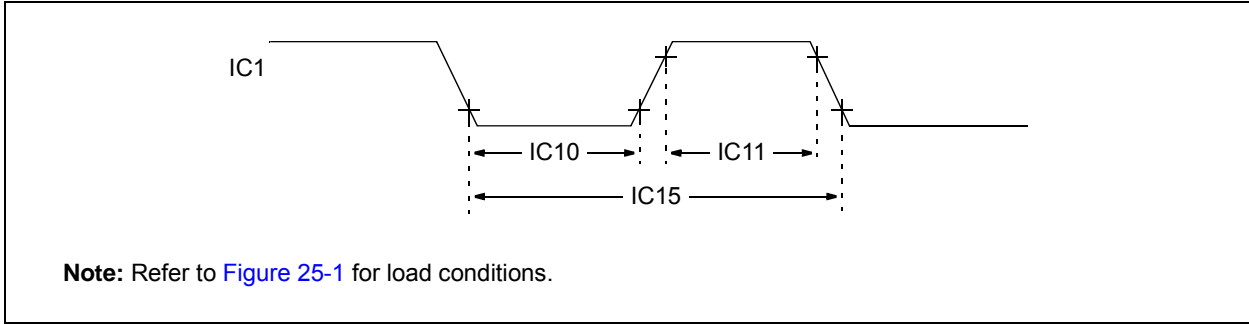 IC1
IC10
IC11
IC15
Note: Refer to Figure 25-1 for load conditions.